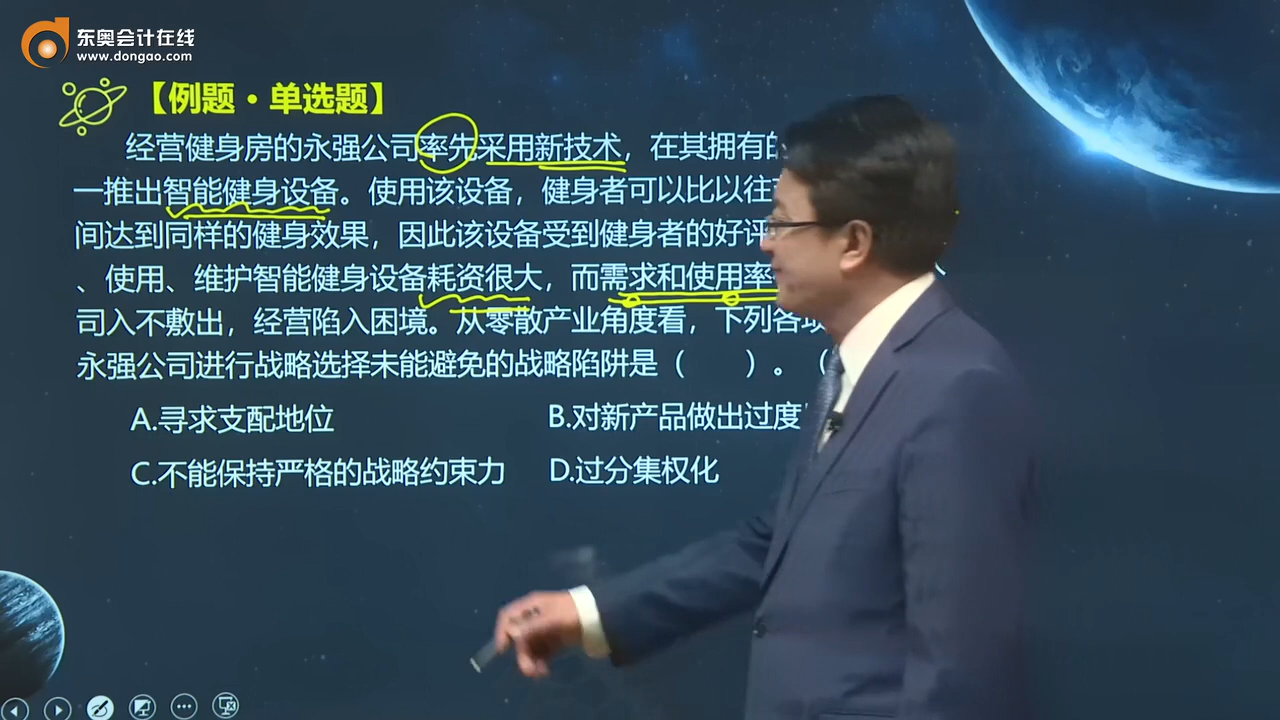 东奥会计在线
www.dongao.com
【例题·单选题】
经营健身房的永强公司率先采用新技术，在其拥有的
一推出智能健身设备。使用该设备，健身者可以比以往
间达到同样的健身效果，因此该设备受到健身者的好评
、使用、维护智能健身设备耗资很大，而需求和使用率
司入不敷出，经营陷入困境。从零散产业角度看，下列各项
永强公司进行战略选择未能避免的战略陷阱是（ ）。（
A.寻求支配地位
B.对新产品做出过度
C.不能保持严格的战略约束力
D.过分集权化